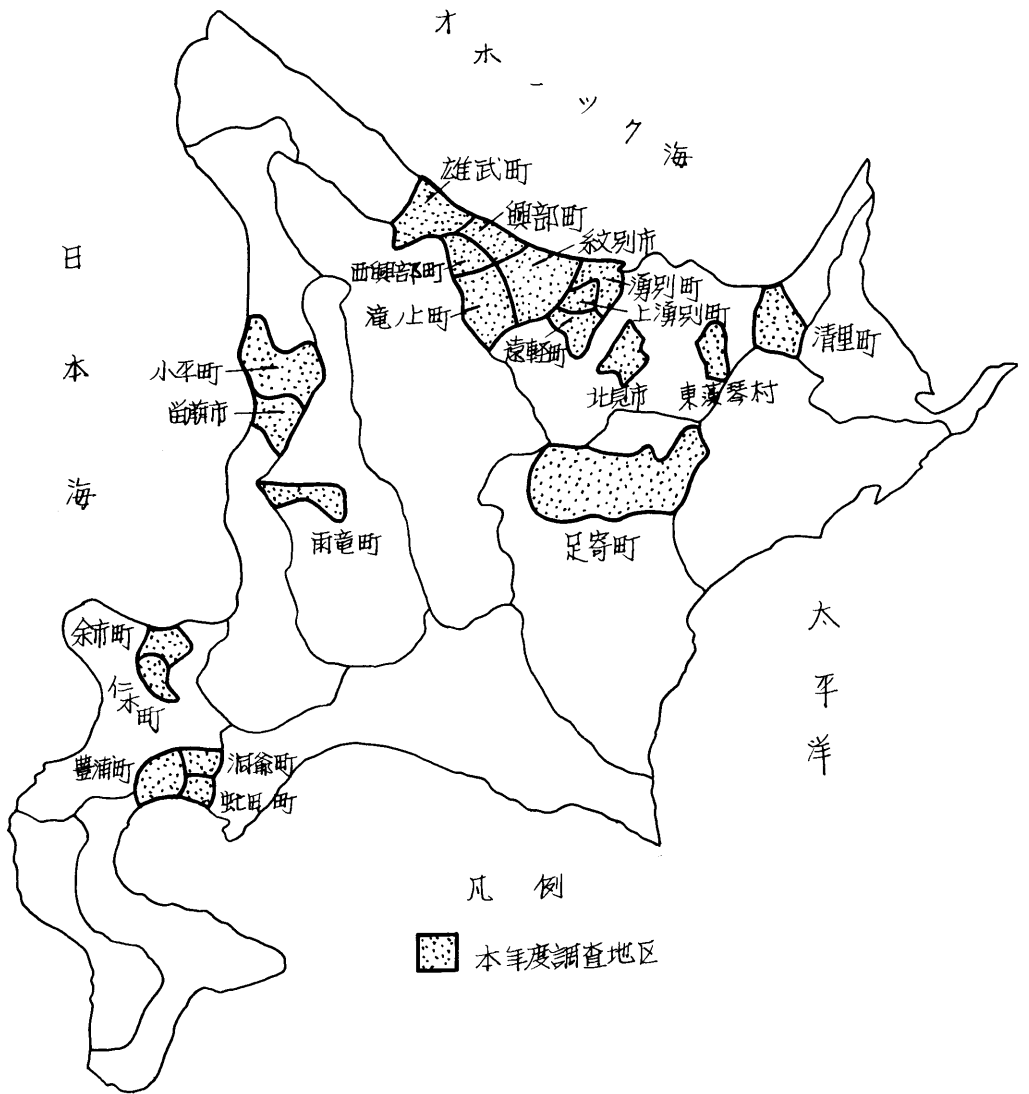 オホーツク海
雄武町
興部町
紋別市
西興部町
湧別町
上湧別町
滝ノ上町
遠軽町
清里町
北見市
東藻琴村
日本海
小平町
留萌市
雨竜町
足寄町
余市町
仁木町
太平洋
豊浦町
洞爺町
虻田町
凡例
本年度調査地区